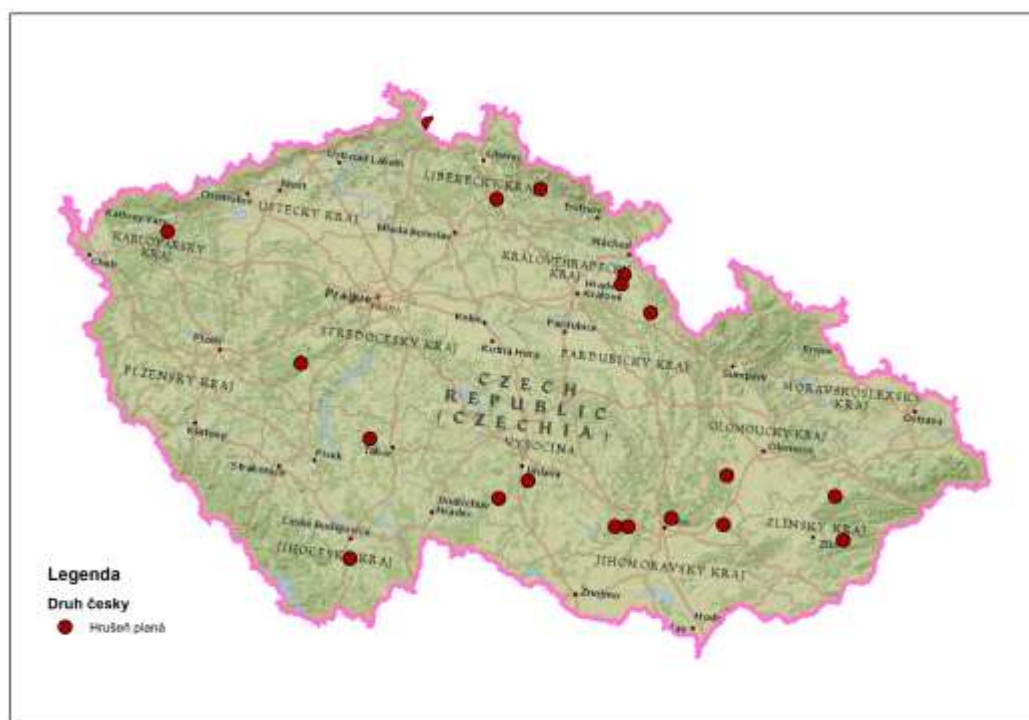 Liberec
Ústí nad Labem
LIBERECKÝ KRAJ
Most
Chomutov
Trutnov
ÚSTECKÝ KRAJ
Karlovy Vary
Mladá Boleslav
KARLOVARSKÝ
KRAJ
Náchod
Cheb
KRÁLOVÉHRADECKÝ
KRAJ
Hradec
Králové
Prague
PRAHA
Kolín
Pardubice
STŘEDOČESKÝ KRAJ
Kutná Hora
Plzeň
PARDUBICKÝ KRAJ
Krnov
Šumperk
PLZEŇSKÝ KRAJ
CZECH
REPUBLIC
(CZECHIA)
MORAVSKOSLEZSKÝ
KRAJ
Ostrava
Klatovy
OLOMOUCKÝ KRAJ
VYSOČINA
Olomouc
Písek
Tábor
Strakonice
Jihlava
Jindřichův
Hradec
České Budějovice
ZLÍNSKÝ KRAJ
Zlín
JIHOČESKÝ KRAJ
JIHOMORAVSKÝ KRAJ
Znojmo
Legenda
Druh česky
Hrušeň planá